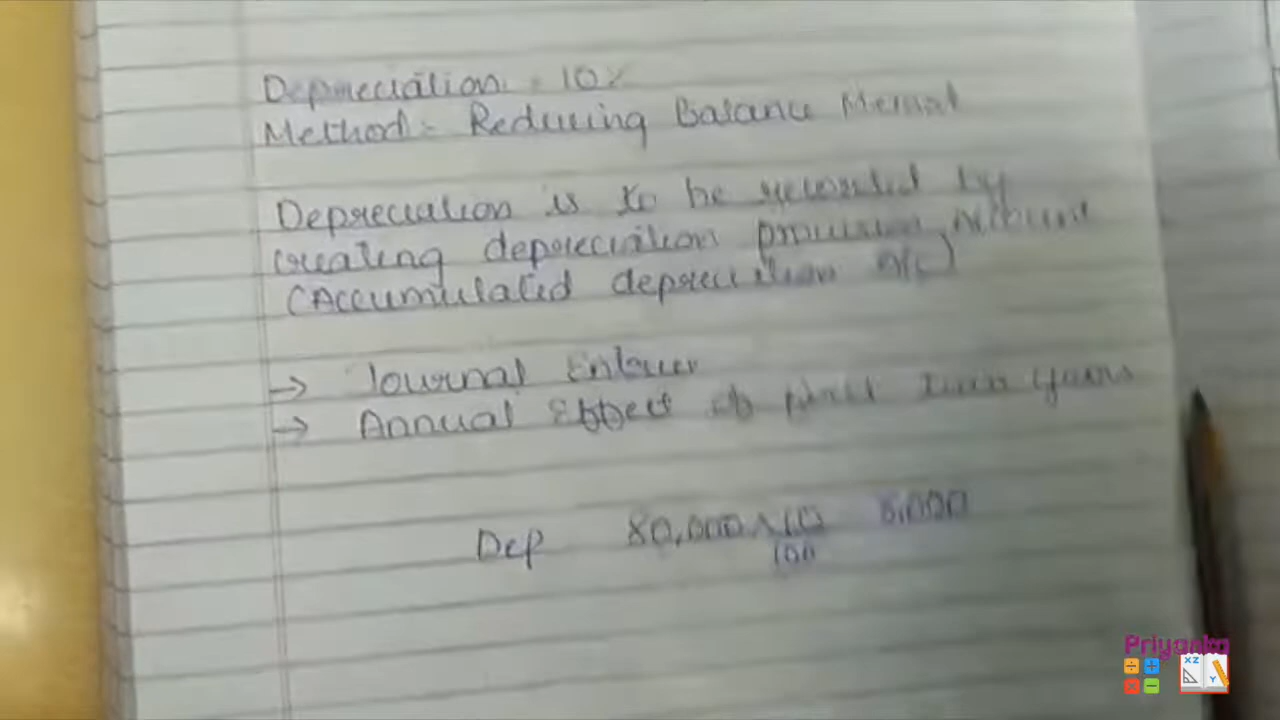 Depreciation = 10%
Method = Reducing Balance Method
Depreciation is to be recorded by
creating depreciation provision Account
(Accumulated depreciation A/c)
→ Journal Entries
→ Annual Effect of first two years
Dep 80,000 x 10 8,000
100
Priyanka